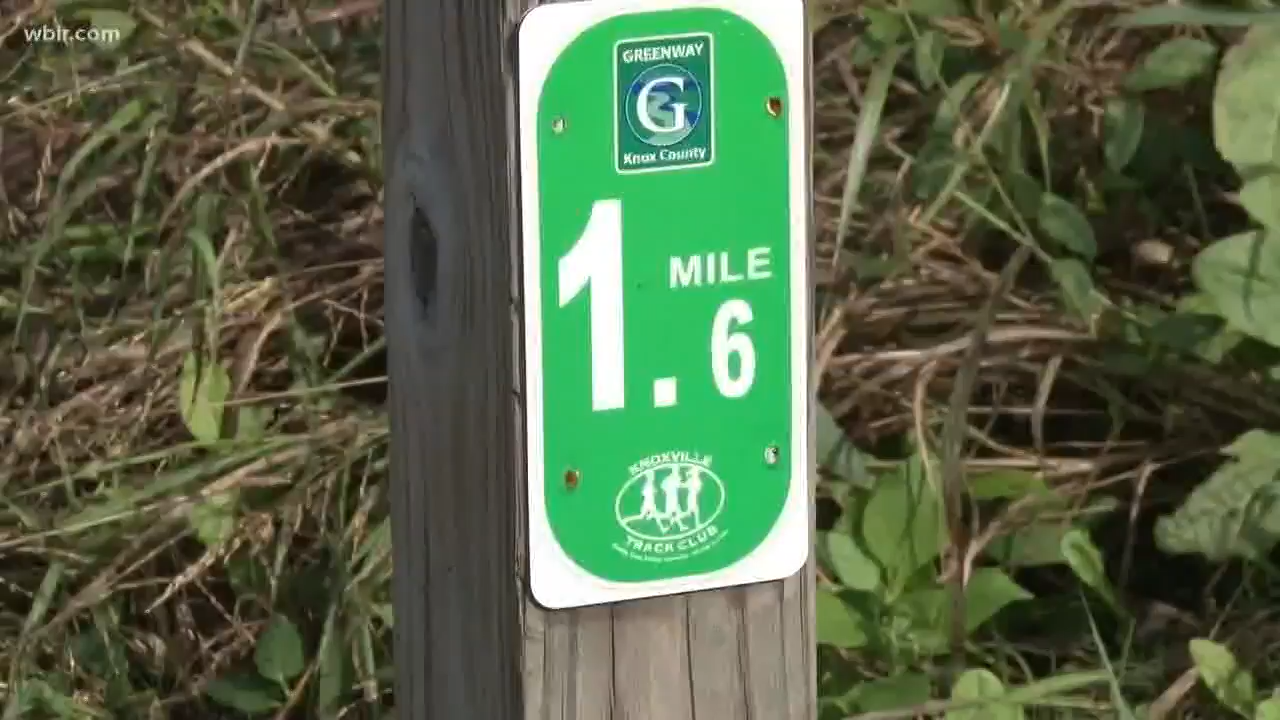 wbir.com
GREENWAY
G
Knox County
1 MILE
. 6
KNOXVILLE
TRACK CLUB